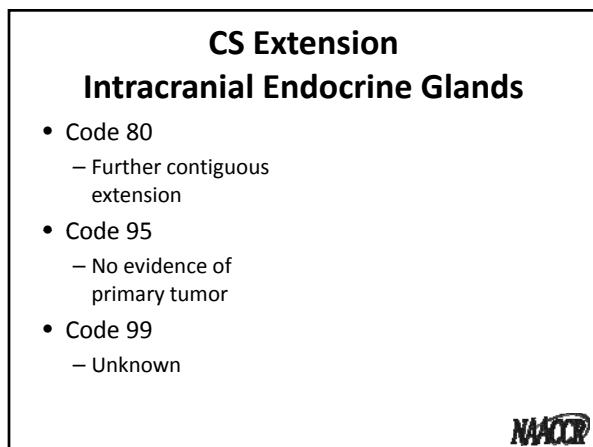 CS Extension
Intracranial Endocrine Glands
• Code 80
– Further contiguous
extension
• Code 95
– No evidence of
primary tumor
• Code 99
– Unknown
NAACCR